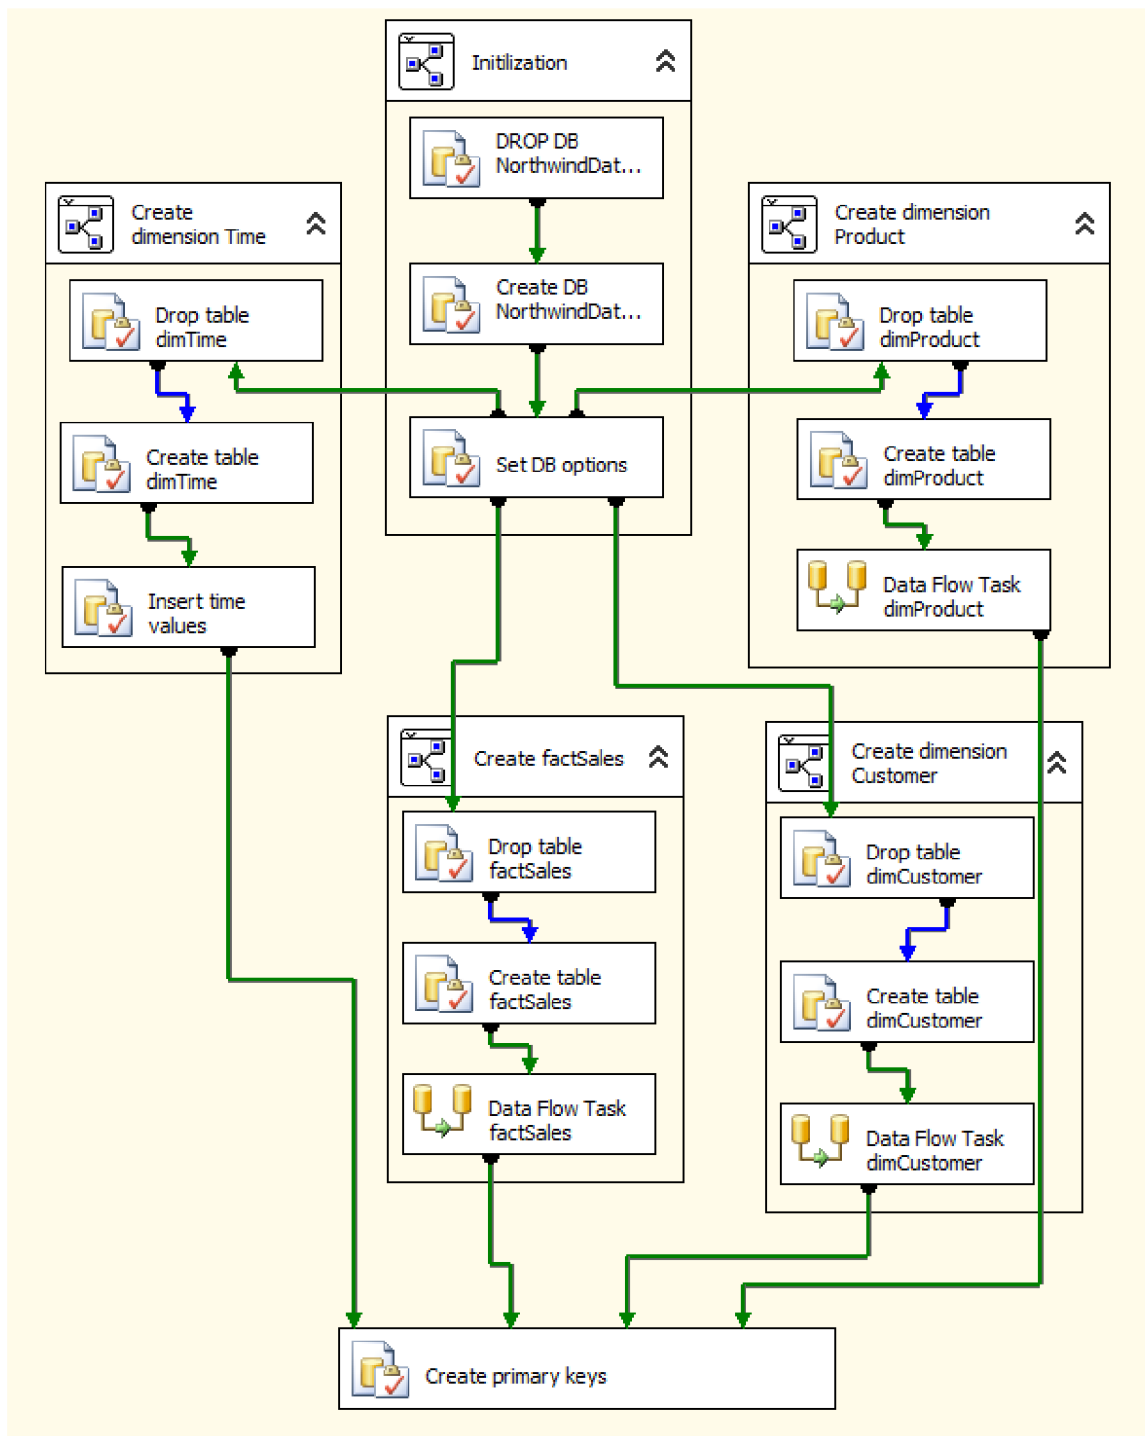 Initilization
DROP DB
NorthwindDat...
Create DB
NorthwindDat...
Set DB options
Create
dimension Time
Drop table
dimTime
Create table
dimTime
Insert time
values
Create dimension
Product
Drop table
dimProduct
Create table
dimProduct
Data Flow Task
dimProduct
Create factSales
Drop table
factSales
Create table
factSales
Data Flow Task
factSales
Create dimension
Customer
Drop table
dimCustomer
Create table
dimCustomer
Data Flow Task
dimCustomer
Create primary keys